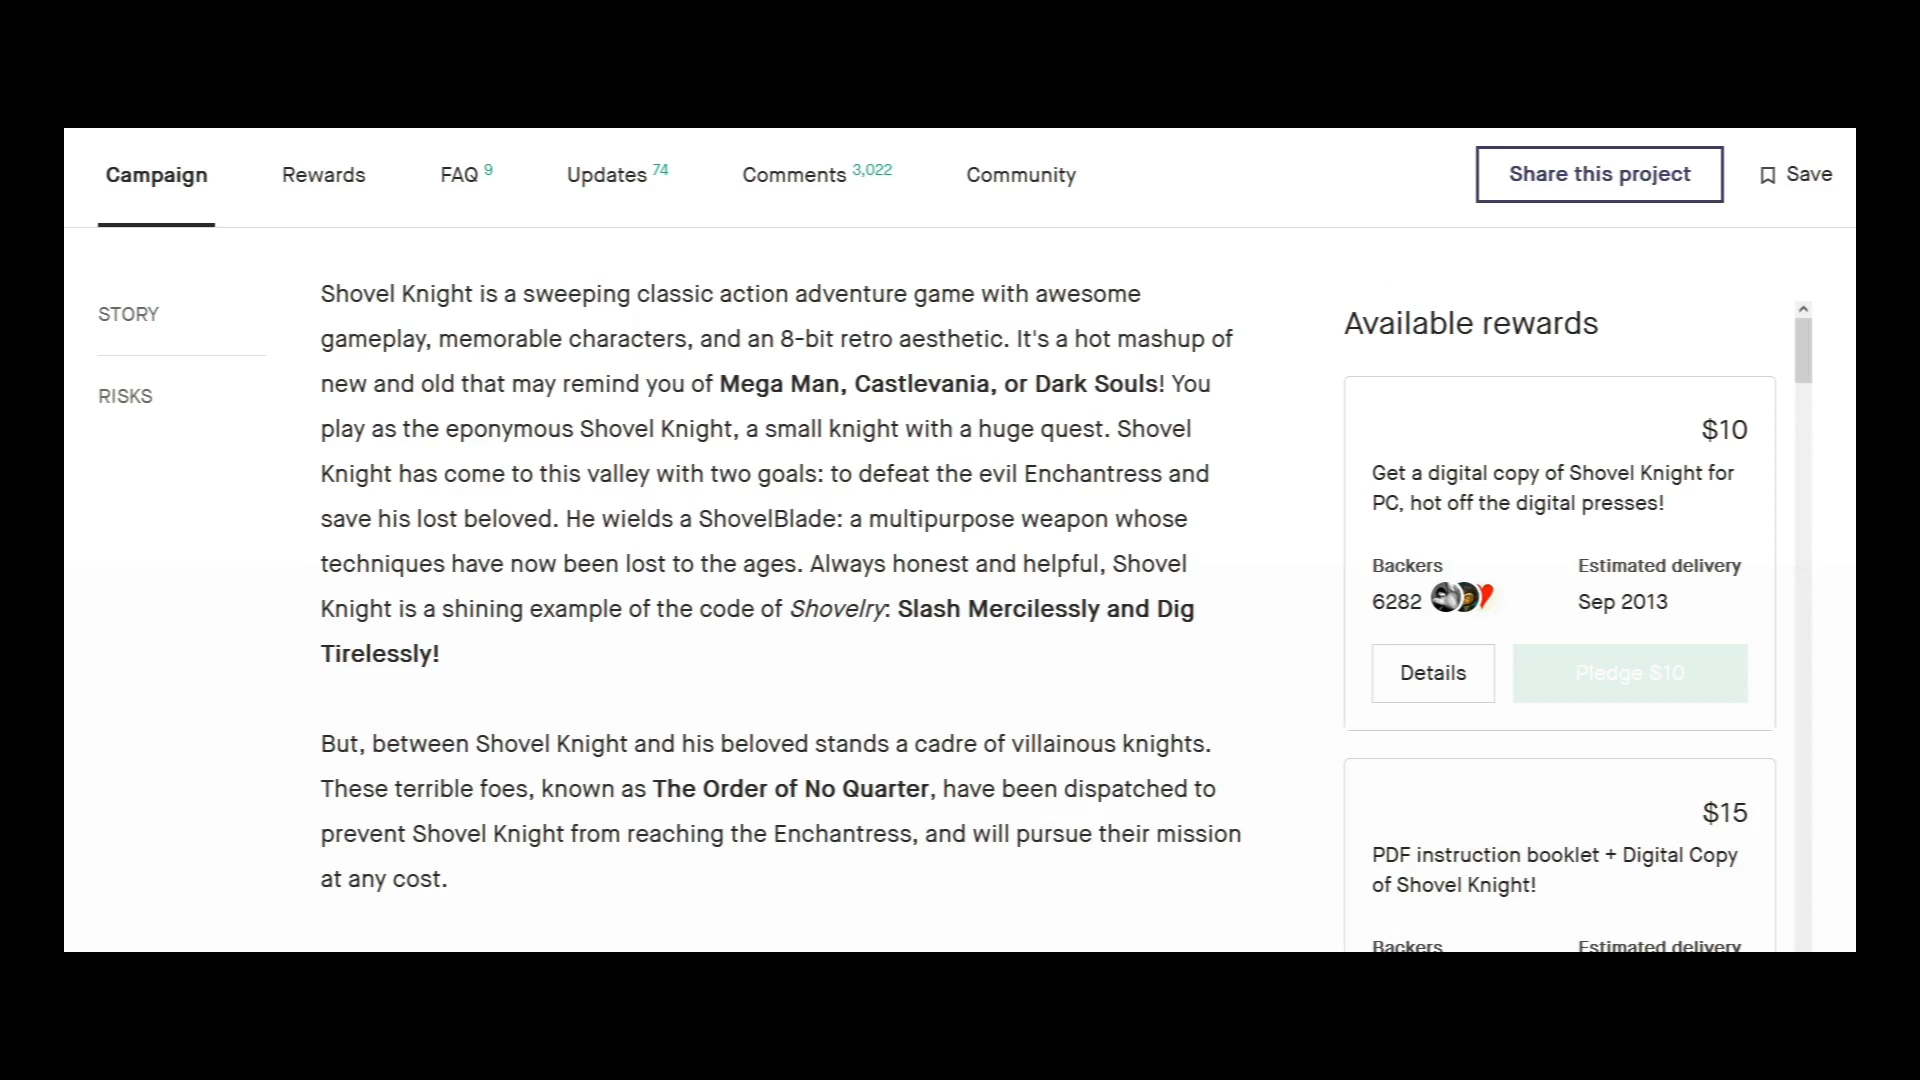 Campaign
Rewards
FAQ 9
Updates 74
Comments 3,022
Community
Share this project
Save
STORY
RISKS
Shovel Knight is a sweeping classic action adventure game with awesome
gameplay, memorable characters, and an 8-bit retro aesthetic. It's a hot mashup of
new and old that may remind you of Mega Man, Castlevania, or Dark Souls! You
play as the eponymous Shovel Knight, a small knight with a huge quest. Shovel
Knight has come to this valley with two goals: to defeat the evil Enchantress and
save his lost beloved. He wields a ShovelBlade: a multipurpose weapon whose
techniques have now been lost to the ages. Always honest and helpful, Shovel
Knight is a shining example of the code of Shovelry: Slash Mercilessly and Dig
Tirelessly!
But, between Shovel Knight and his beloved stands a cadre of villainous knights.
These terrible foes, known as The Order of No Quarter, have been dispatched to
prevent Shovel Knight from reaching the Enchantress, and will pursue their mission
at any cost.
Available rewards
$10
Get a digital copy of Shovel Knight for
PC, hot off the digital presses!
Backers
6282
Estimated delivery
Sep 2013
Details
Pledge $10
$15
PDF instruction booklet + Digital Copy
of Shovel Knight!
Backers
Estimated delivery